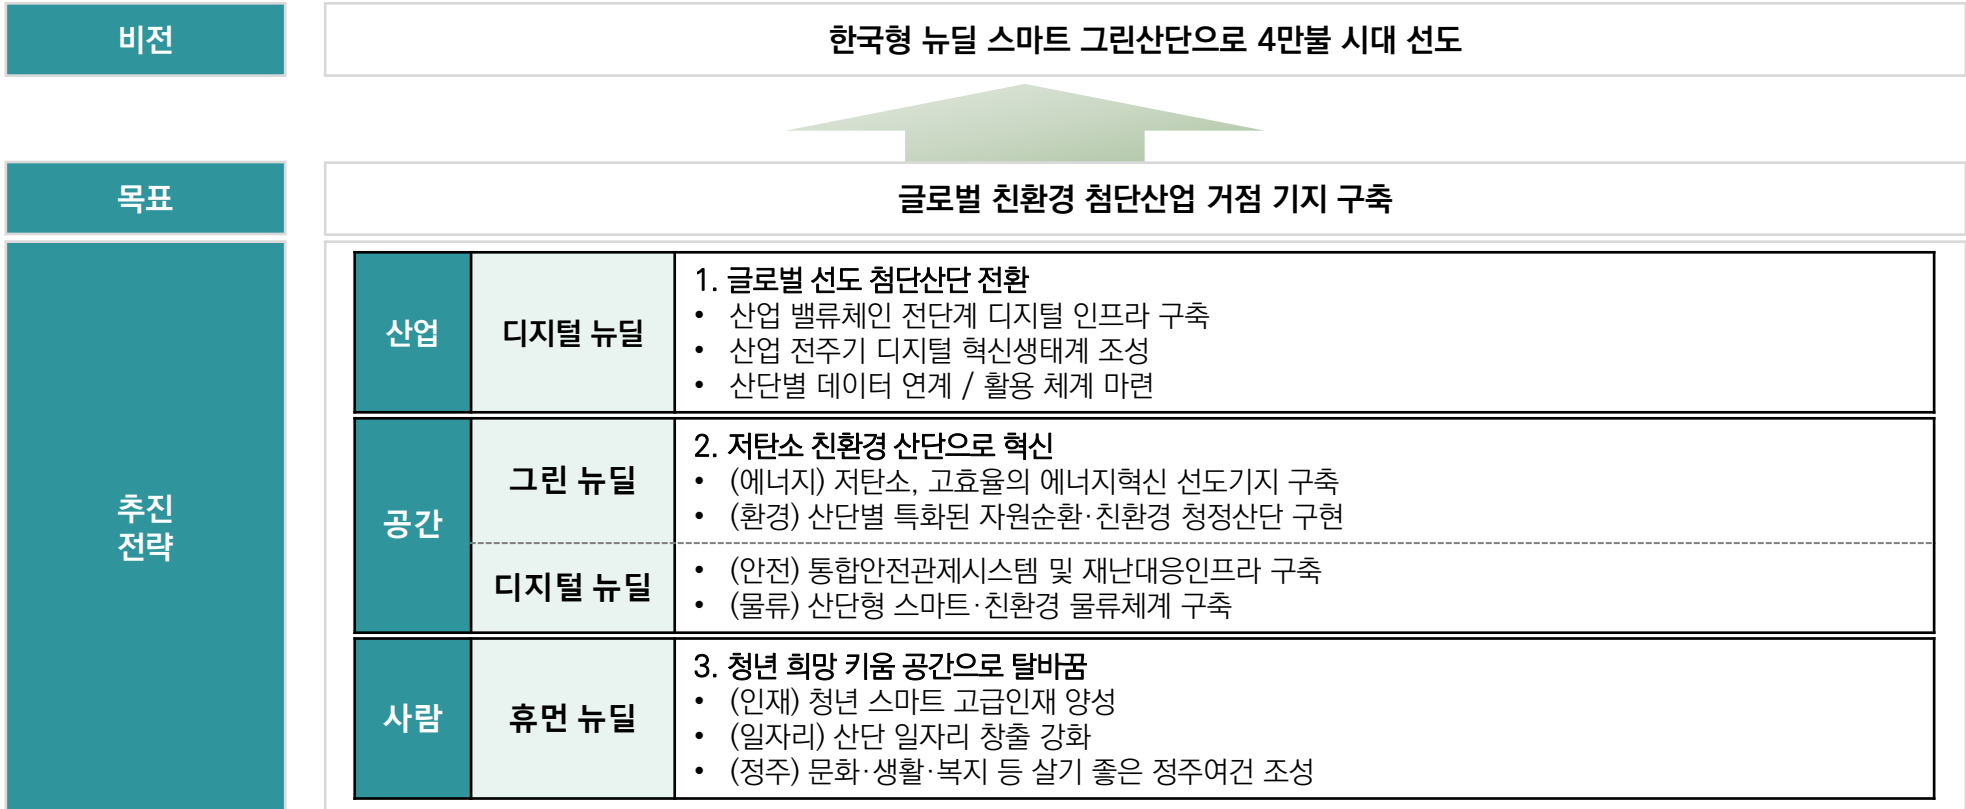 비전
한국형 뉴딜 스마트 그린산단으로 4만불 시대 선도
목표
글로벌 친환경 첨단산업 거점 기지 구축
추진
전략
산업
디지털 뉴딜
1. 글로벌 선도 첨단산단 전환
• 산업 밸류체인 전단계 디지털 인프라 구축
• 산업 전주기 디지털 혁신생태계 조성
• 산단별 데이터 연계 / 활용 체계 마련
공간
그린 뉴딜
2. 저탄소 친환경 산단으로 혁신
• (에너지) 저탄소, 고효율의 에너지혁신 선도기지 구축
• (환경) 산단별 특화된 자원순환·친환경 청정산단 구현
디지털 뉴딜
• (안전) 통합안전관제시스템 및 재난대응인프라 구축
• (물류) 산단형 스마트·친환경 물류체계 구축
사람
휴먼 뉴딜
3. 청년 희망 키움 공간으로 탈바꿈
• (인재) 청년 스마트 고급인재 양성
• (일자리) 산단 일자리 창출 강화
• (정주) 문화·생활·복지 등 살기 좋은 정주여건 조성